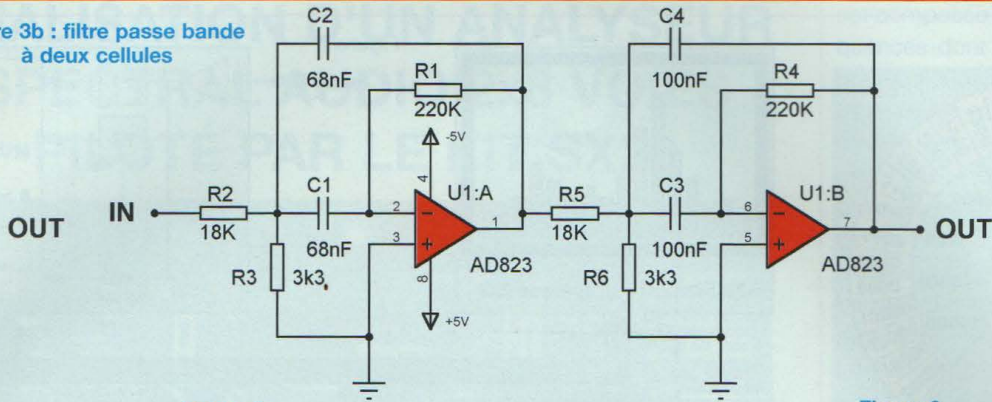 re 3b : filtre passe bande
à deux cellules
C2
68nF
R1
220K
-5V
4
C4
100nF
R4
220K
OUT
IN
R2
18K
C1
68nF
2
3
U1:A
1
AD823
8
+5V
R3
3k3
R5
18K
C3
100nF
6
5
U1:B
7
AD823
OUT
R6
3k3